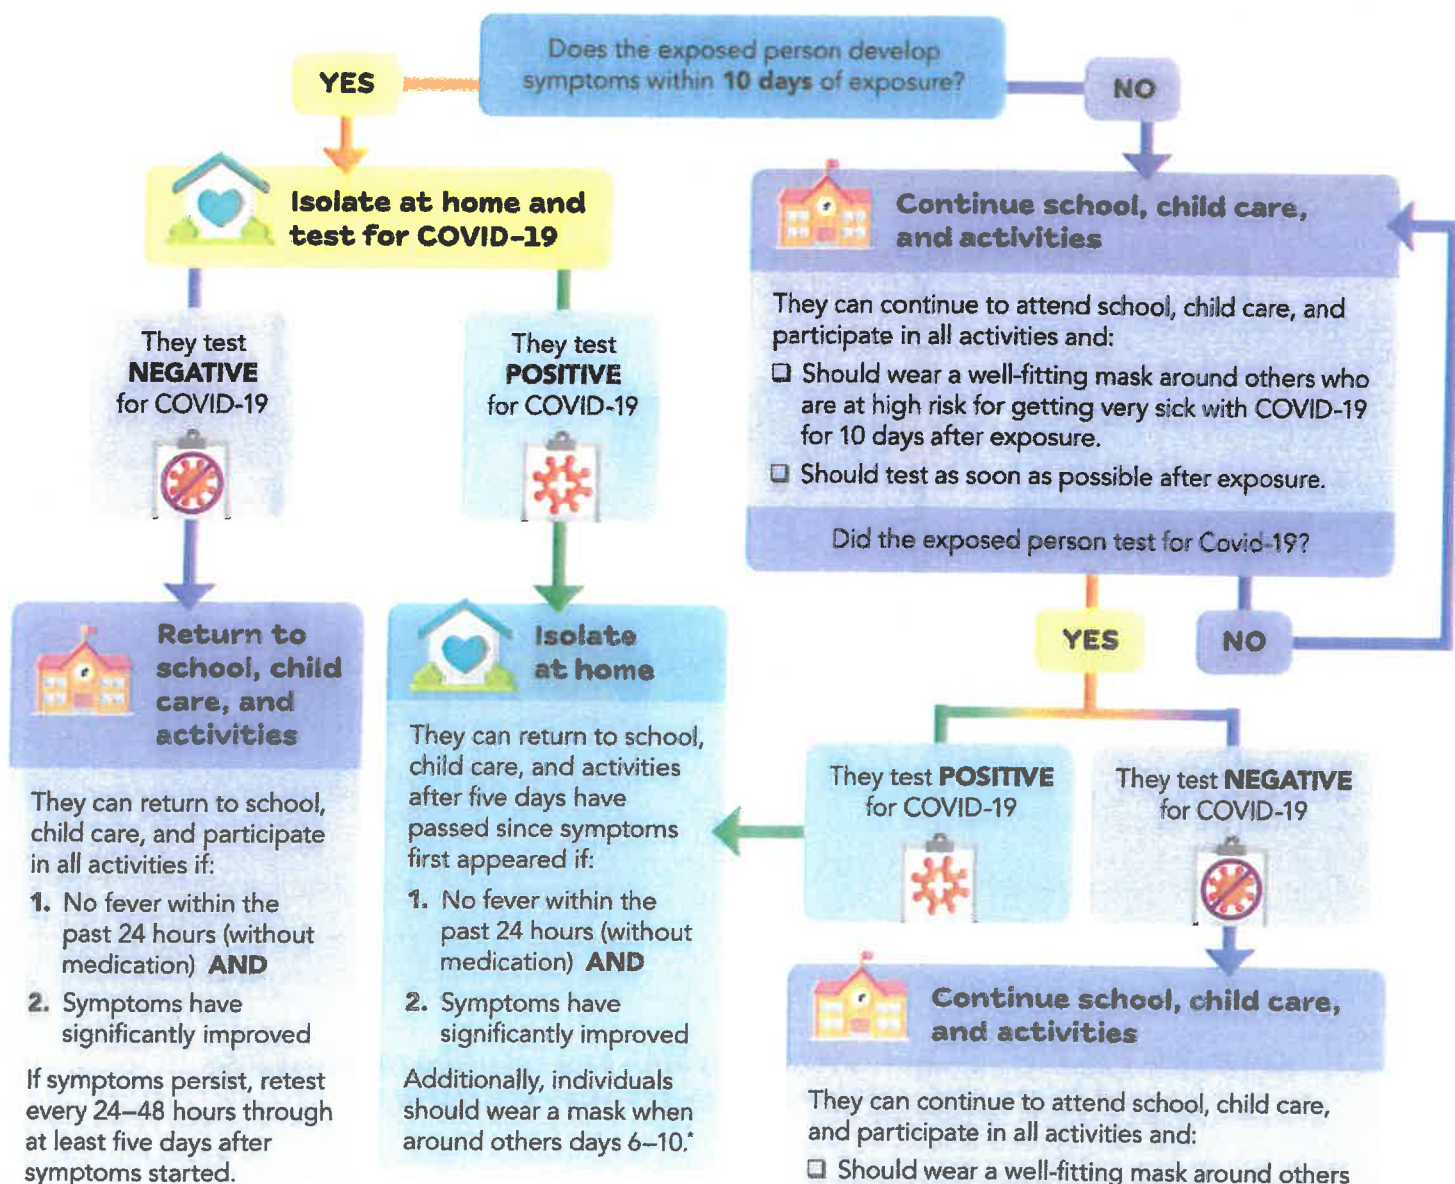 Does the exposed person develop
symptoms within 10 days of exposure?
YES
NO
Isolate at home and
test for COVID-19
They test
NEGATIVE
for COVID-19
They test
POSITIVE
for COVID-19
Return to
school, child
care, and
activities
They can return to school,
child care, and participate
in all activities if:
1. No fever within the
past 24 hours (without
medication) AND
2. Symptoms have
significantly improved
If symptoms persist, retest
every 24–48 hours through
at least five days after
symptoms started.
Isolate
at home
They can return to school,
child care, and activities
after five days have
passed since symptoms
first appeared if:
1. No fever within the
past 24 hours (without
medication) AND
2. Symptoms have
significantly improved
Additionally, individuals
should wear a mask when
around others days 6–10.*
Continue school, child care,
and activities
They can continue to attend school, child care, and
participate in all activities and:
❑ Should wear a well-fitting mask around others who
are at high risk for getting very sick with COVID-19
for 10 days after exposure.
❑ Should test as soon as possible after exposure.
Did the exposed person test for Covid-19?
YES
NO
They test POSITIVE
for COVID-19
They test NEGATIVE
for COVID-19
Continue school, child care,
and activities
They can continue to attend school, child care,
and participate in all activities and:
❑ Should wear a well-fitting mask around others